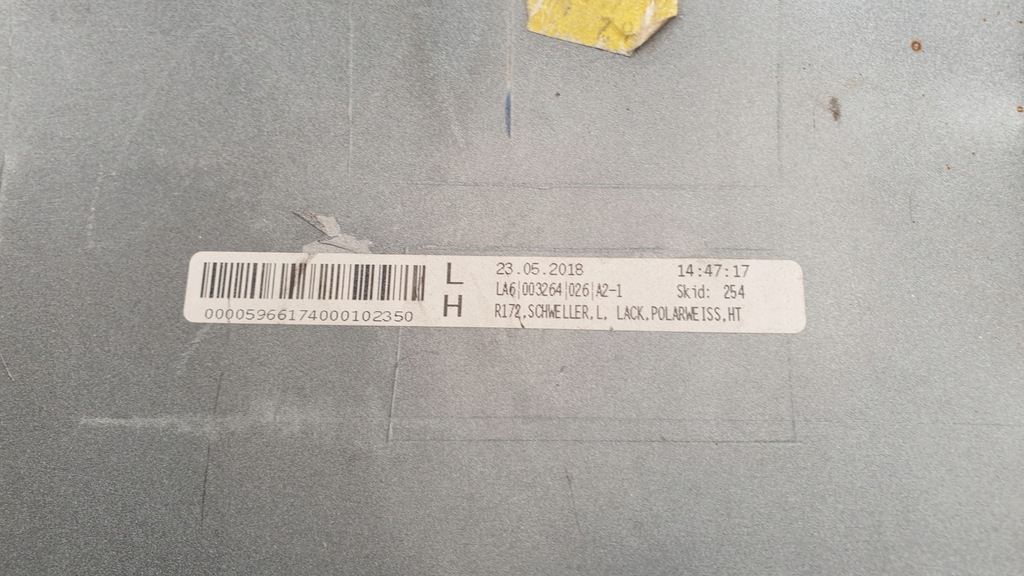 00005966174000102350
L
H
23.05.2018 14:47:17
LA6|003264|026|A2-1 Skid: 254
R172,SCHWELLER,L, LACK,POLARWEISS,HT